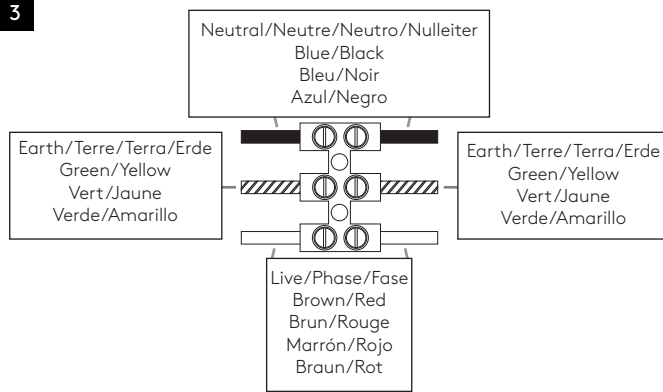 3
Neutral/Neutre/Neutro/Nulleiter
Blue/Black
Bleu/Noir
Azul/Negro
Earth/Terre/Terra/Erde
Green/Yellow
Vert/Jaune
Verde/Amarillo
Earth/Terre/Terra/Erde
Green/Yellow
Vert/Jaune
Verde/Amarillo
Live/Phase/Fase
Brown/Red
Brun/Rouge
Marrón/Rojo
Braun/Rot